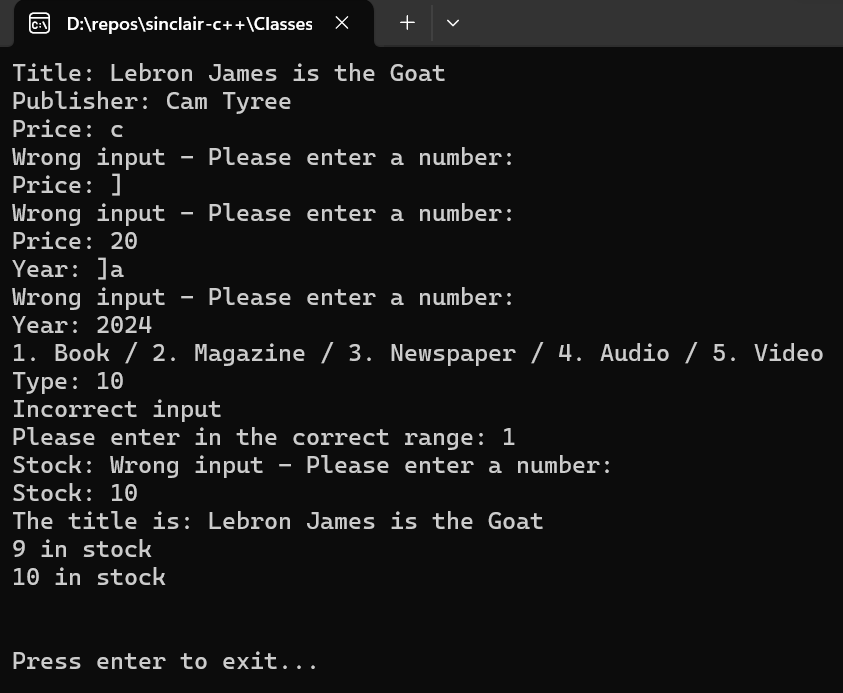 D:\repos\sinclair-c++\Classes
Title: Lebron James is the Goat
Publisher: Cam Tyree
Price: c
Wrong input - Please enter a number:
Price: ]
Wrong input - Please enter a number:
Price: 20
Year: ]a
Wrong input - Please enter a number:
Year: 2024
1. Book / 2. Magazine / 3. Newspaper / 4. Audio / 5. Video
Type: 10
Incorrect input
Please enter in the correct range: 1
Stock: Wrong input - Please enter a number:
Stock: 10
The title is: Lebron James is the Goat
9 in stock
10 in stock
Press enter to exit...